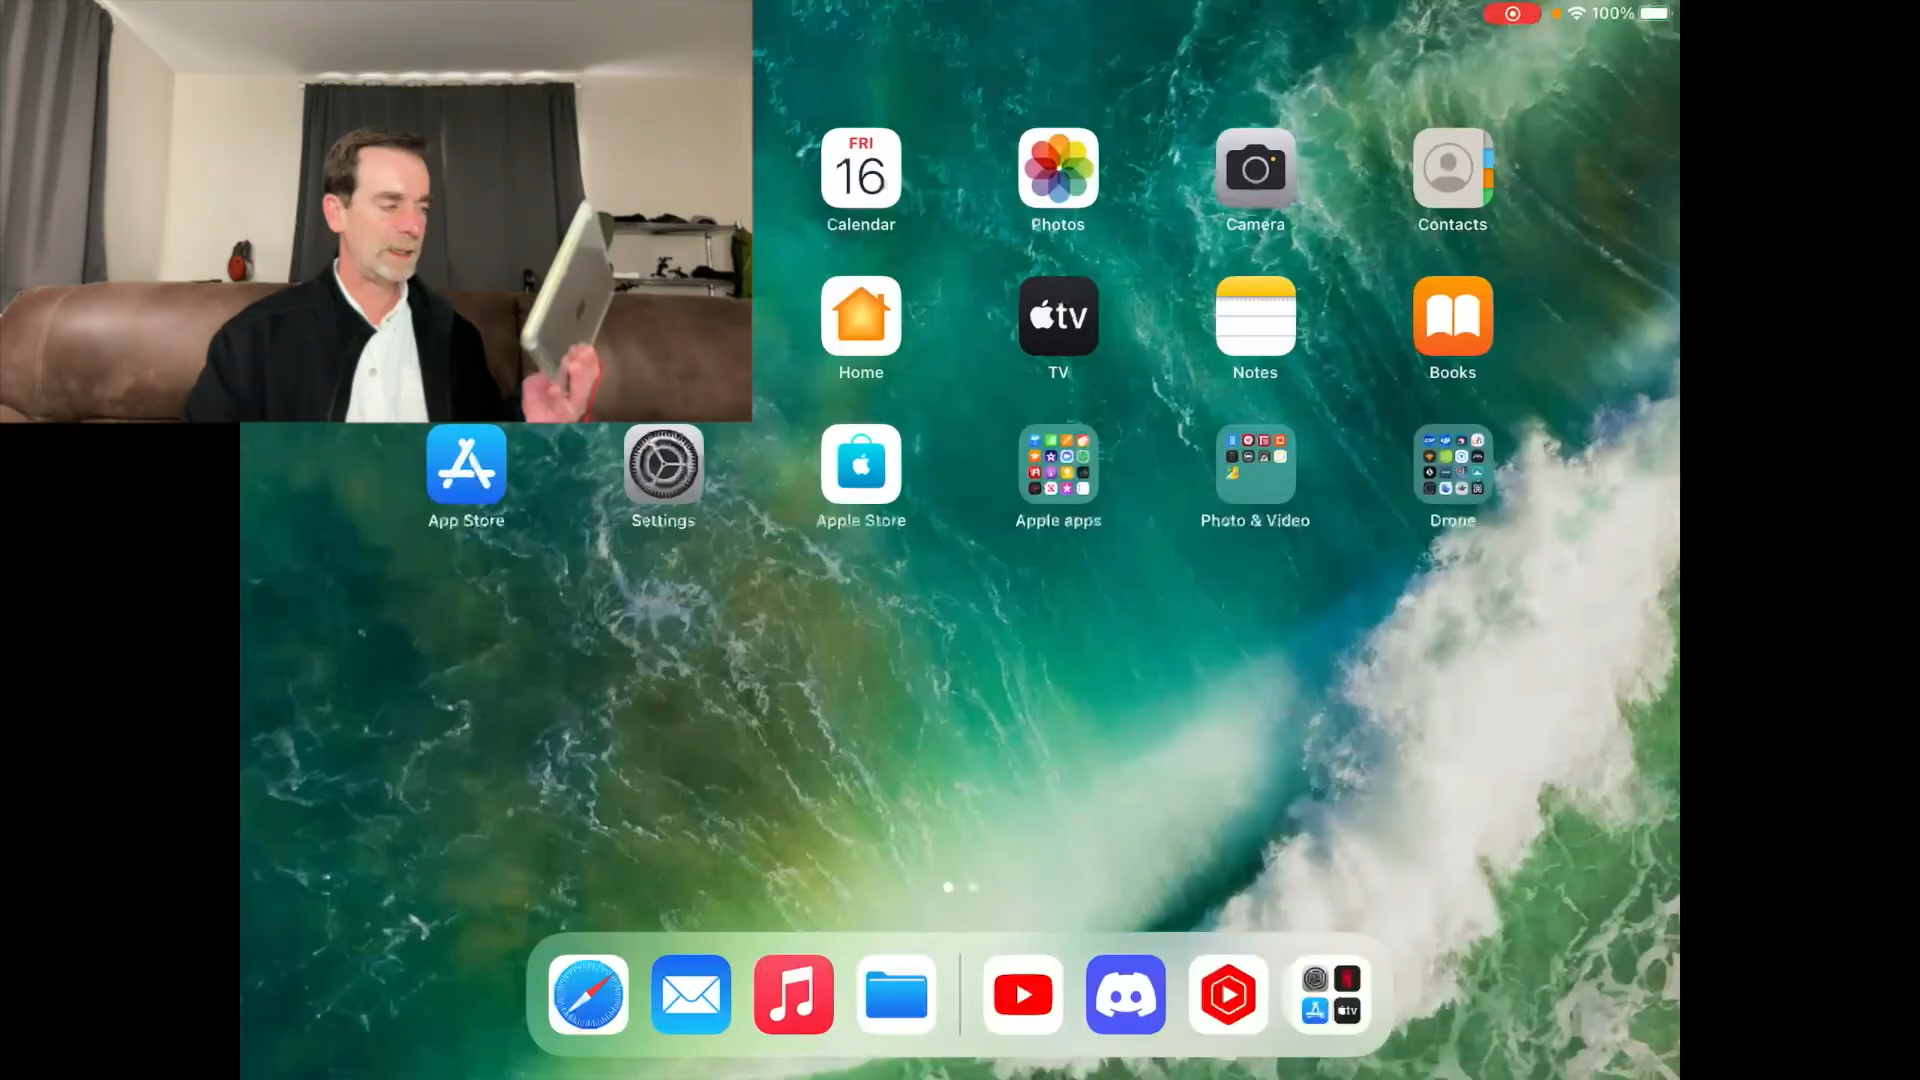 100%
FRI
16
Calendar
Photos
Camera
Contacts
tv
Home
TV
Notes
Books
App Store
Settings
Apple Store
Apple apps
Photo & Video
Drone
tv